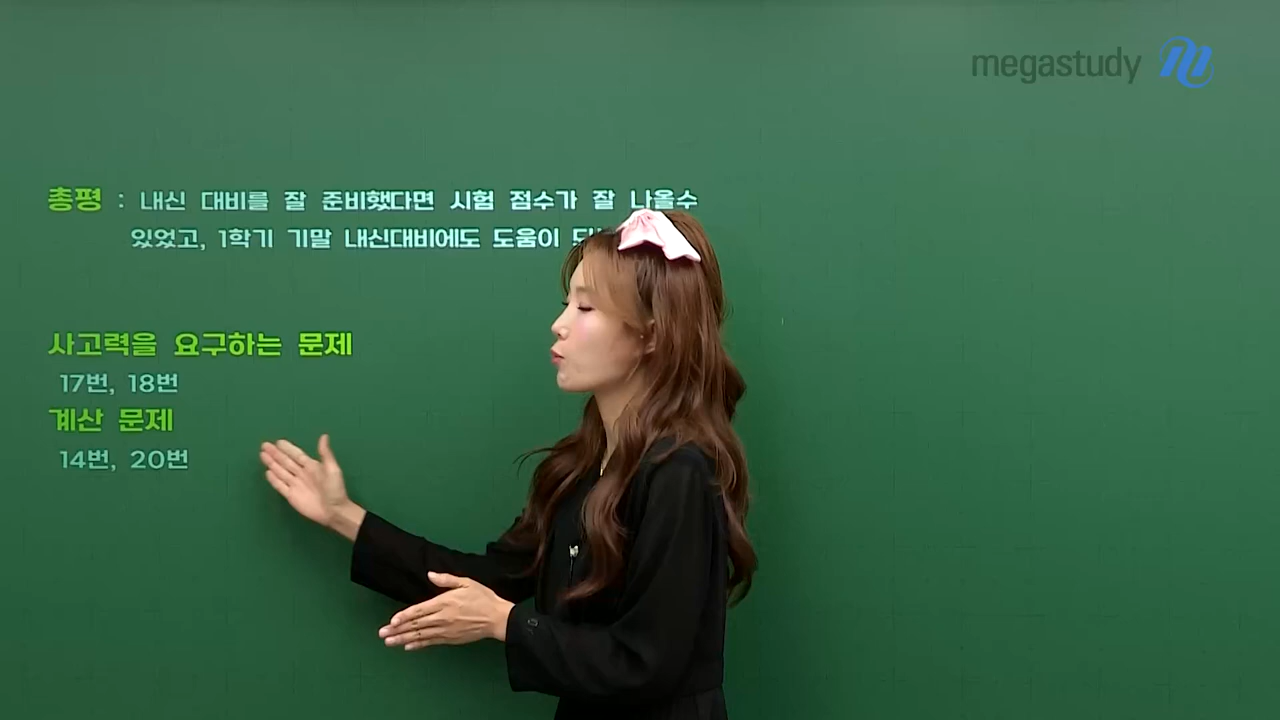 megastudy
총평 : 내신 대비를 잘 준비했다면 시험 점수가 잘 나올수
있었고, 1학기 기말 내신대비에도 도움이
사고력을 요구하는 문제
17번, 18번
계산 문제
14번, 20번